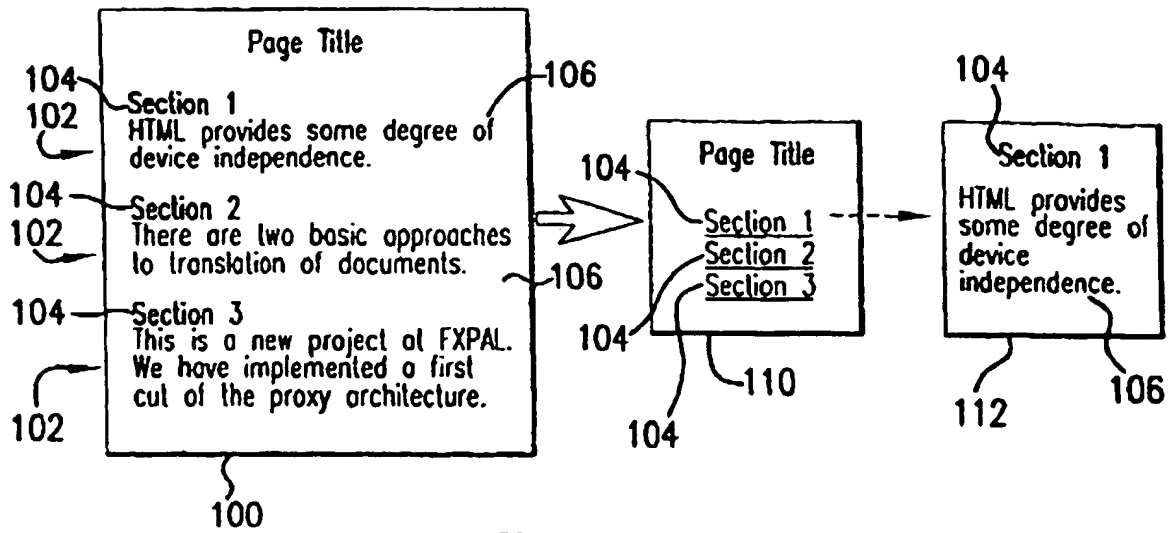 Page Title
104
106
Section 1
102
HTML provides some degree of
device independence.
104
Section 2
102
There are two basic approaches
to translation of documents.
106
104
Section 3
This is a new project at FXPAL.
We have implemented a first
cut of the proxy architecture.
102
100
Page Title
104
Section 1
Section 2
Section 3
104
104
110
104
Section 1
HTML provides
some degree of
device
independence.
112
106